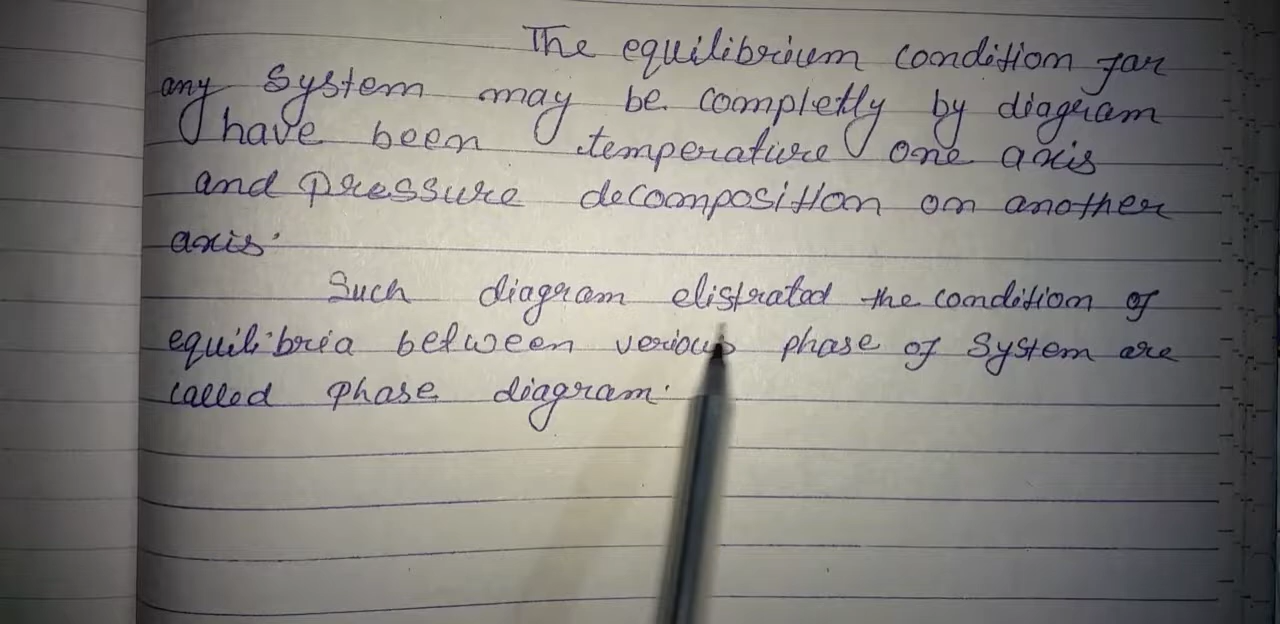 The equilibrium condition for
any System may be completly by diagram
have been temperature one axis
and pressure decomposition on another
axis.
Such diagram elistrated the condition of
equilibria between verious phase of System are
called phase diagram.